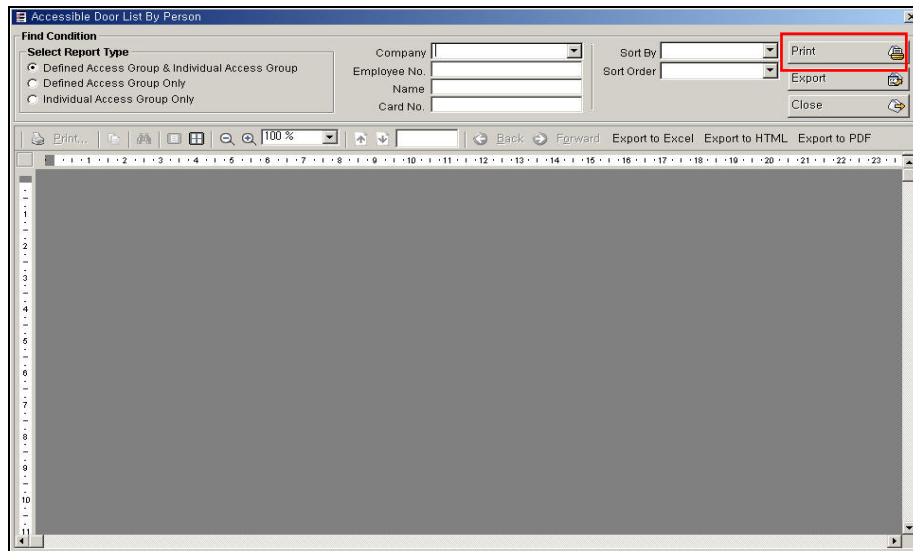 Accessible Door List By Person
Find Condition
Select Report Type
Defined Access Group & Individual Access Group
Defined Access Group Only
Individual Access Group Only
Company
Employee No.
Name
Card No.
Sort By
Sort Order
Print
Export
Close
Print... 100 % Back Forward Export to Excel Export to HTML Export to PDF
1 2 3 4 5 6 7 8 9 10 11 12 13 14 15 16 17 18 19 20 21 22 23
1
2
3
4
5
6
7
8
9
10
11